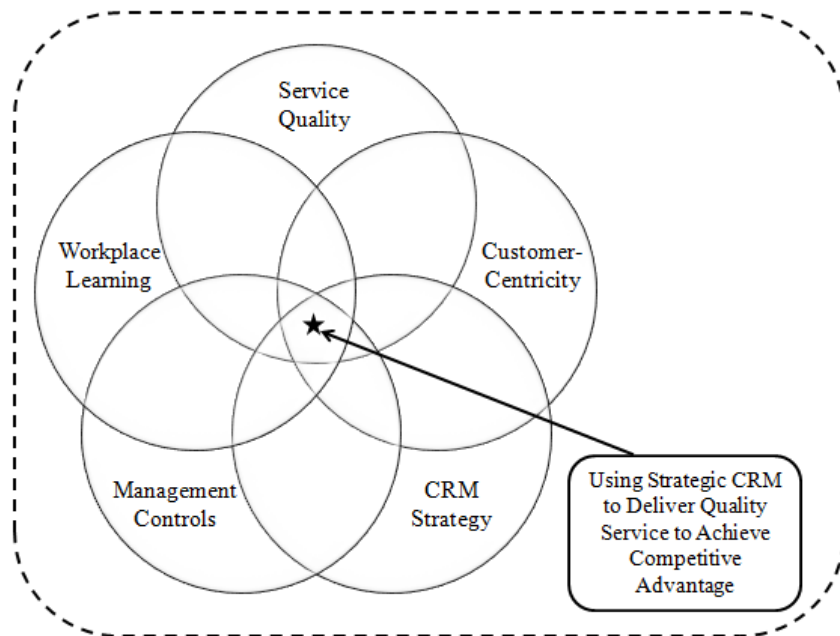 Service
Quality
Workplace
Learning
Customer-
Centricity
Management
Controls
CRM
Strategy
Using Strategic CRM
to Deliver Quality
Service to Achieve
Competitive
Advantage